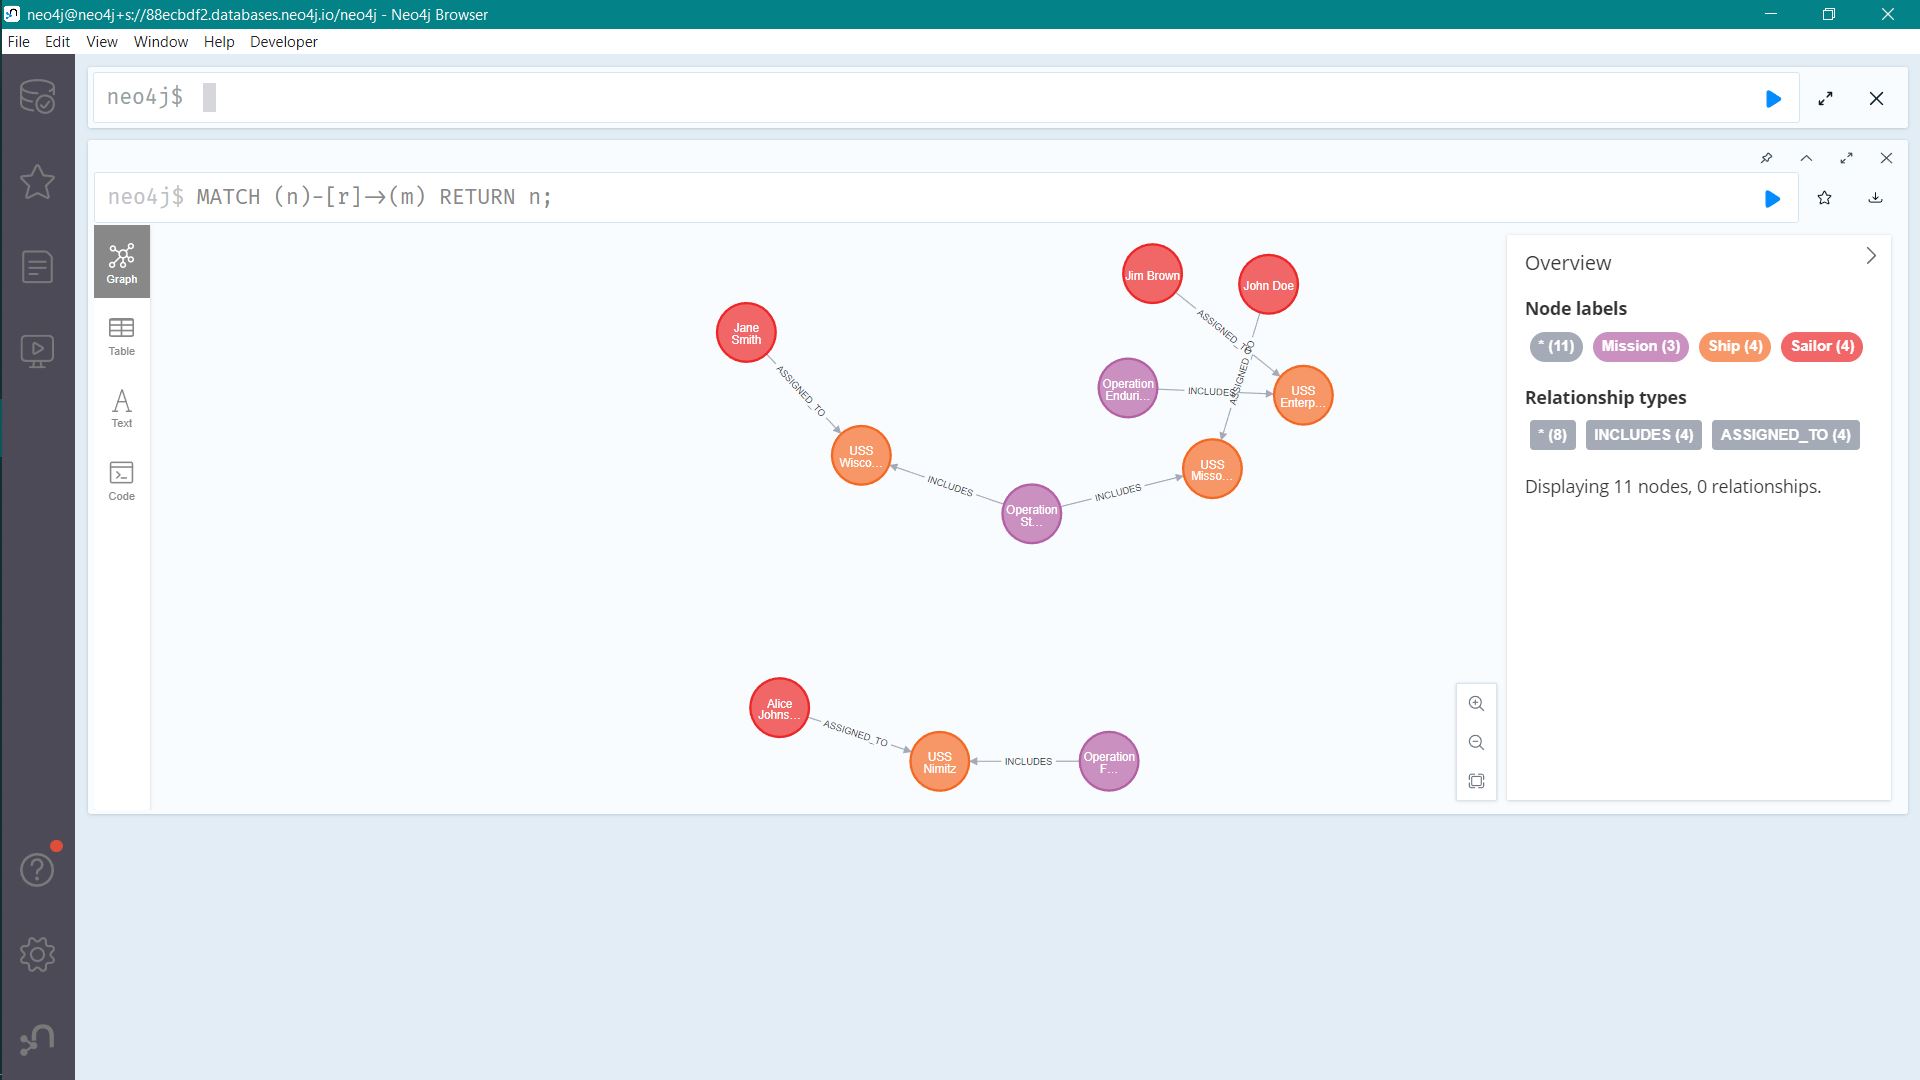 neo4j@neo4j+s://88ecbdf2.databases.neo4j.io/neo4j - Neo4j Browser
File Edit View Window Help Developer
neo4j$
neo4j$ MATCH (n)-[r]→(m) RETURN n;
Graph
Table
Text
Code
Jim Brown
John Doe
Jane
Smith
ASSIGNED_TO
ASSIGNED_TO
ASSIGNED_TO
Operation
Enduri...
INCLUDES
USS
Enterp...
USS
Wisco...
INCLUDES
Operation
St...
INCLUDES
USS
Misso...
Alice
Johns...
ASSIGNED_TO
USS
Nimitz
INCLUDES
Operation
F...
Overview
Node labels
* (11) Mission (3) Ship (4) Sailor (4)
Relationship types
* (8) INCLUDES (4) ASSIGNED_TO (4)
Displaying 11 nodes, 0 relationships.